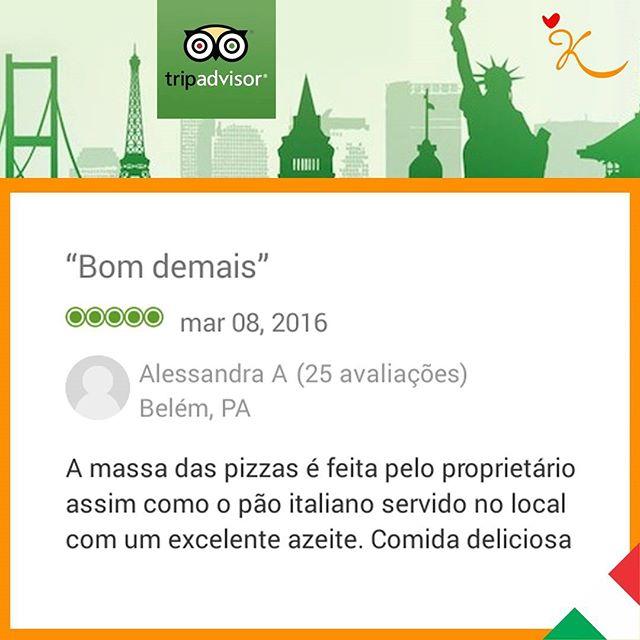 tripadvisor®
K
“Bom demais”
mar 08, 2016
Alessandra A (25 avaliações)
Belém, PA
A massa das pizzas é feita pelo proprietário
assim como o pão italiano servido no local
com um excelente azeite. Comida deliciosa